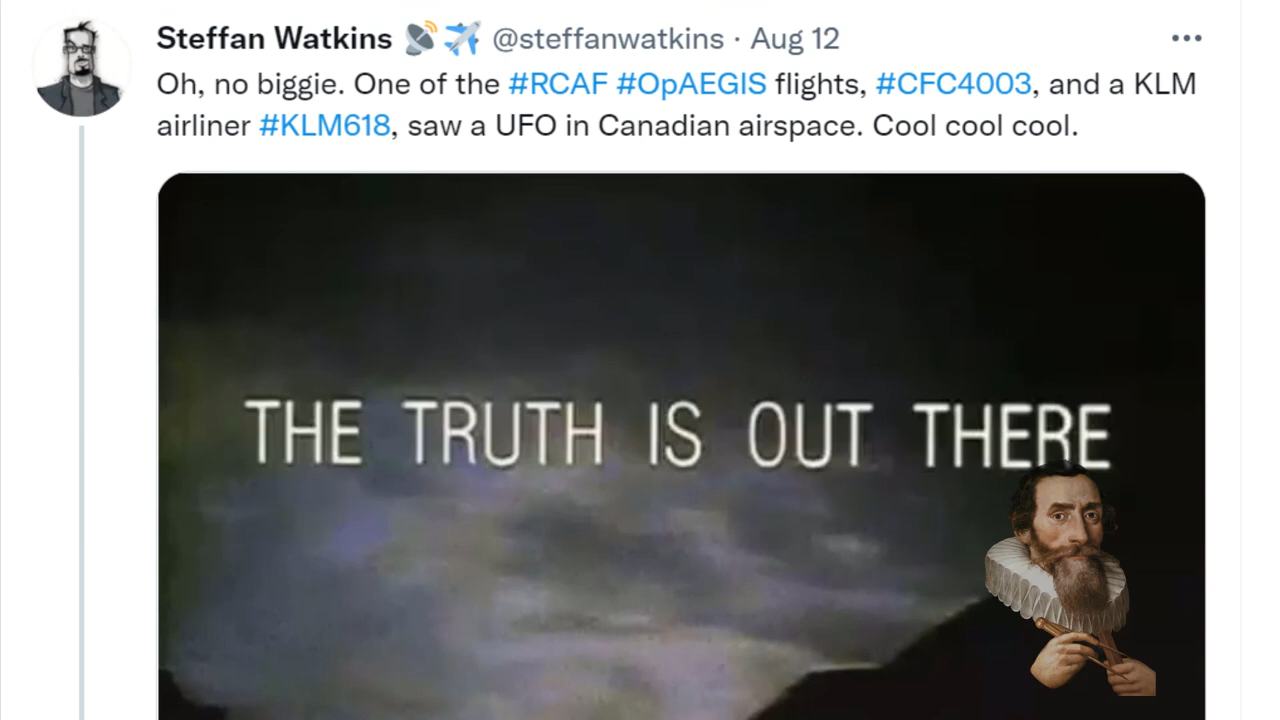 Steffan Watkins 📡✈️ @steffanwatkins · Aug 12
Oh, no biggie. One of the #RCAF #OpAEGIS flights, #CFC4003, and a KLM
airliner #KLM618, saw a UFO in Canadian airspace. Cool cool cool.
THE TRUTH IS OUT THERE